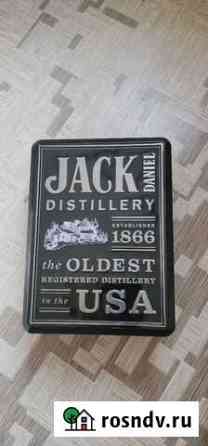 JACK DANIEL
DISTILLERY
ESTABLISHED
1866
the OLDEST
REGISTERED DISTILLERY
in the USA
rosndv.ru